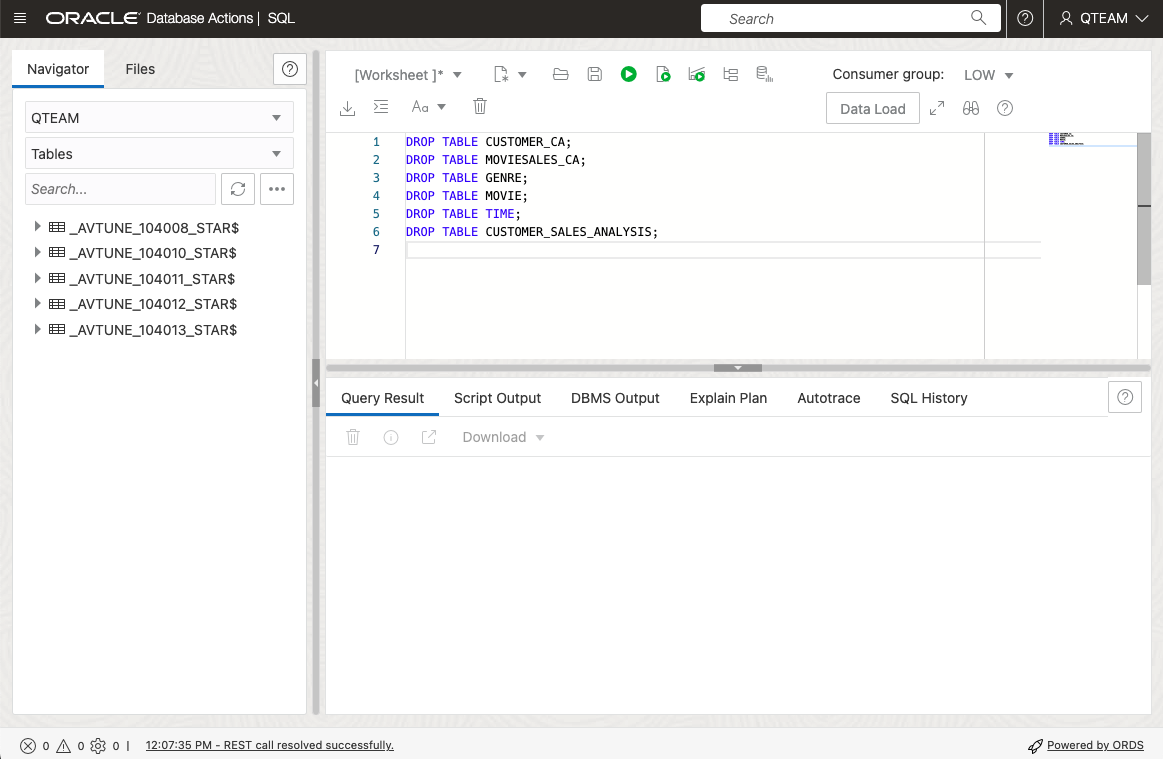 ORACLE Database Actions | SQL
Search
QTEAM
Navigator
Files
QTEAM
Tables
Search...
_AVTUNE_104008_STAR$
_AVTUNE_104010_STAR$
_AVTUNE_104011_STAR$
_AVTUNE_104012_STAR$
_AVTUNE_104013_STAR$
[Worksheet ]*
Consumer group: LOW
Aa
Data Load
1 DROP TABLE CUSTOMER_CA;
2 DROP TABLE MOVIESALES_CA;
3 DROP TABLE GENRE;
4 DROP TABLE MOVIE;
5 DROP TABLE TIME;
6 DROP TABLE CUSTOMER_SALES_ANALYSIS;
7
Query Result
Script Output
DBMS Output
Explain Plan
Autotrace
SQL History
Download
0 0 0 | 12:07:35 PM - REST call resolved successfully.
Powered by ORDS